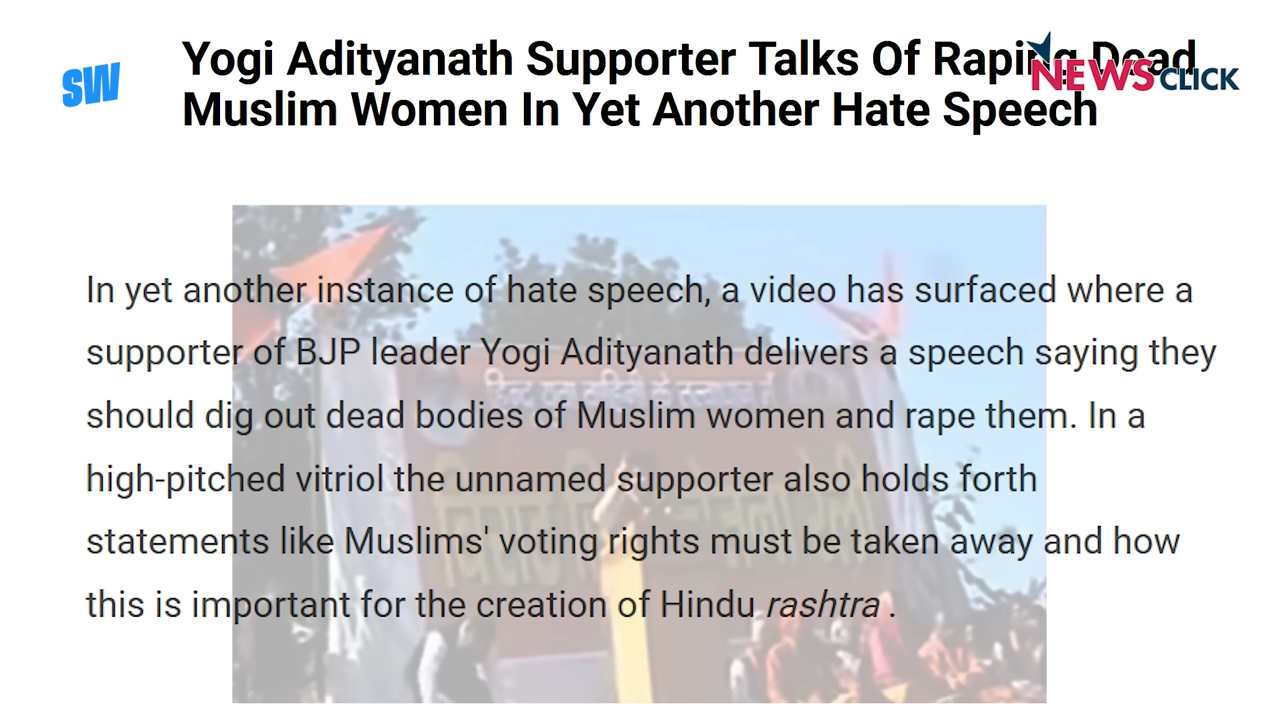 SW
Yogi Adityanath Supporter Talks Of Raping Dead
Muslim Women In Yet Another Hate Speech
NEWSCLICK
In yet another instance of hate speech, a video has surfaced where a
supporter of BJP leader Yogi Adityanath delivers a speech saying they
should dig out dead bodies of Muslim women and rape them. In a
high-pitched vitriol the unnamed supporter also holds forth
statements like Muslims' voting rights must be taken away and how
this is important for the creation of Hindu rashtra .